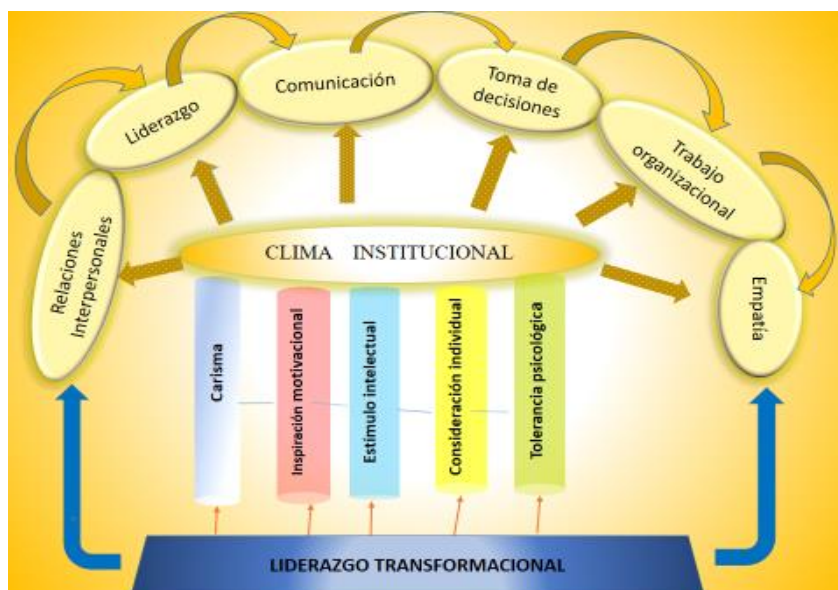 Relaciones
Interpersonales
Liderazgo
Comunicación
Toma de
decisiones
Trabajo
organizacional
Empatía
CLIMA INSTITUCIONAL
Carisma
Inspiración motivacional
Estímulo intelectual
Consideración individual
Tolerancia psicológica
LIDERAZGO TRANSFORMACIONAL